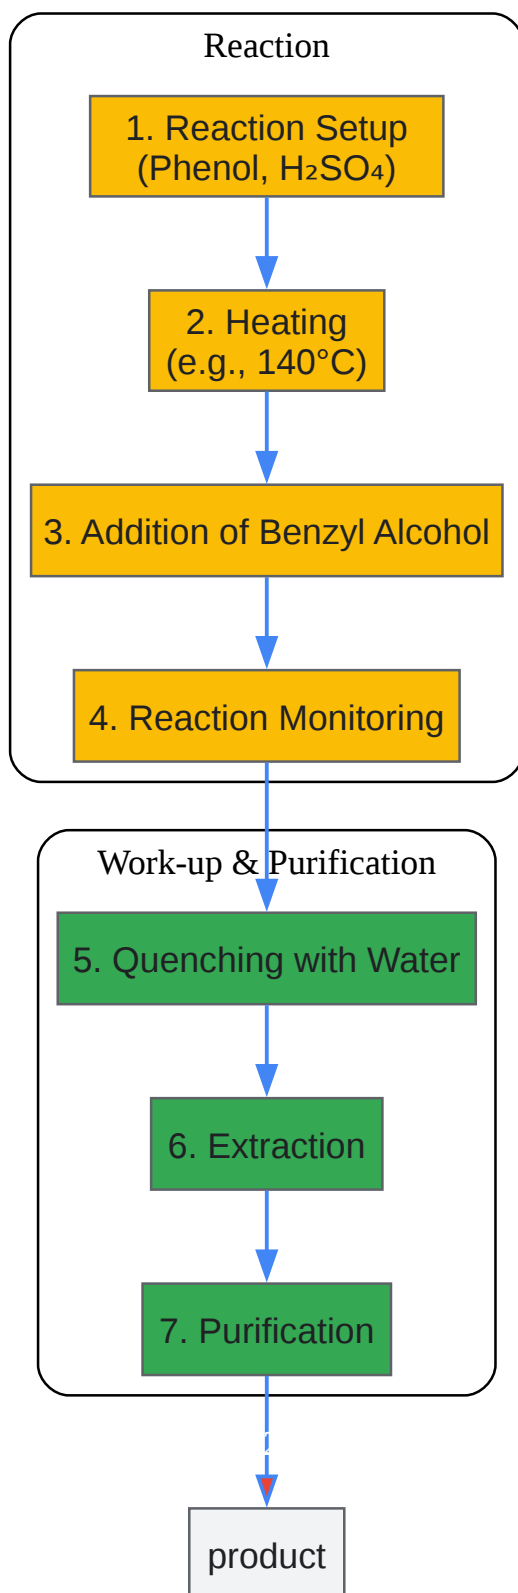 Reaction
1. Reaction Setup
(Phenol, H₂SO₄)
2. Heating
(e.g., 140°C)
3. Addition of Benzyl Alcohol
4. Reaction Monitoring
Work-up & Purification
5. Quenching with Water
6. Extraction
7. Purification
product